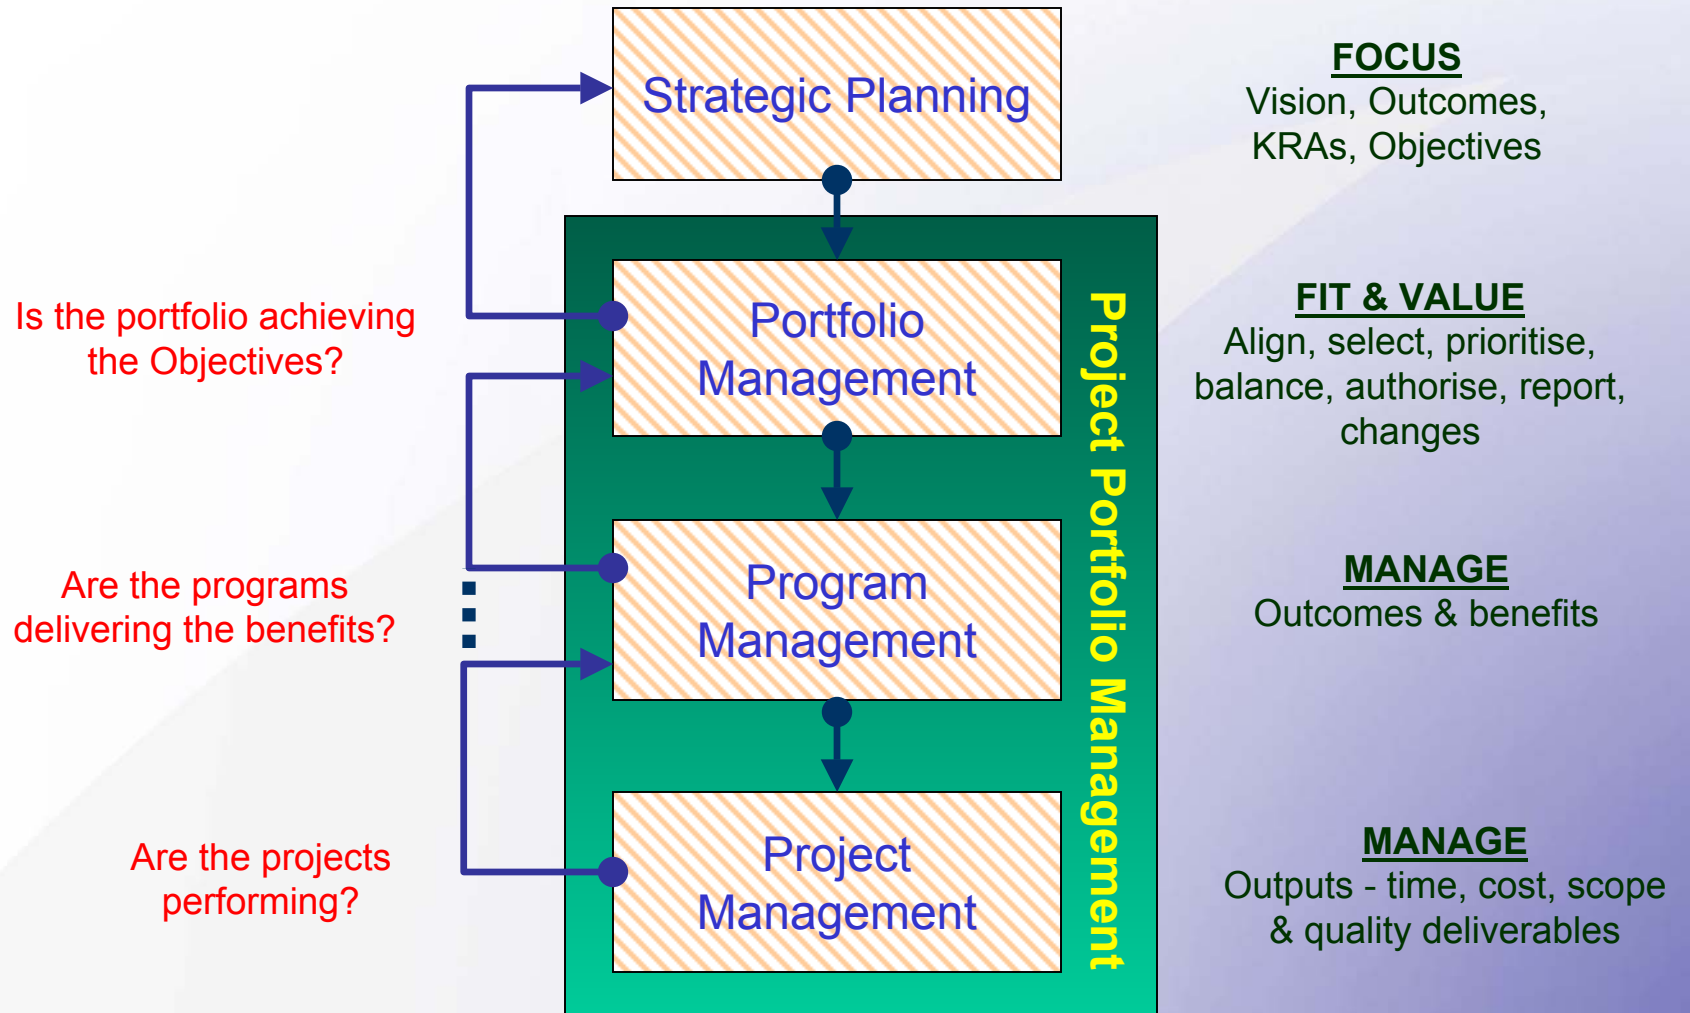 Strategic Planning
FOCUS
Vision, Outcomes,
KRAs, Objectives
Is the portfolio achieving
the Objectives?
Portfolio
Management
FIT & VALUE
Align, select, prioritise,
balance, authorise, report,
changes
Project Portfolio Management
Are the programs
delivering the benefits?
Program
Management
MANAGE
Outcomes & benefits
Are the projects
performing?
Project
Management
MANAGE
Outputs - time, cost, scope
& quality deliverables